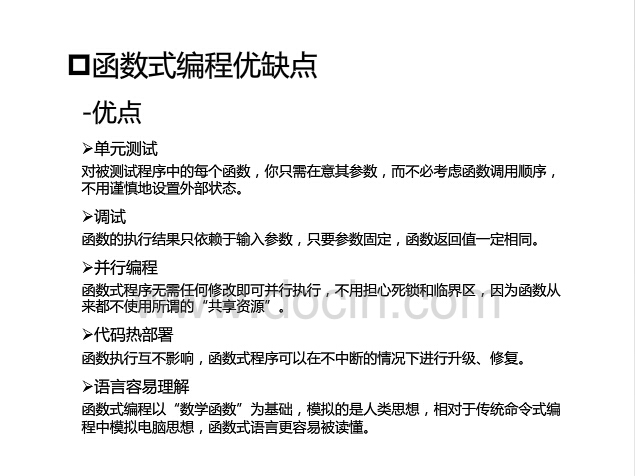 函数式编程优缺点
-优点
➢单元测试
对被测试程序中的每个函数，你只需在意其参数，而不必考虑函数调用顺序，
不用谨慎地设置外部状态。
➢调试
函数的执行结果只依赖于输入参数，只要参数固定，函数返回值一定相同。
➢并行编程
函数式程序无需任何修改即可并行执行，不用担心死锁和临界区，因为函数从
来都不使用所谓的“共享资源”。
www.docin.com
➢代码热部署
函数执行互不影响，函数式程序可以在不中断的情况下进行升级、修复。
➢语言容易理解
函数式编程以“数学函数”为基础，模拟的是人类思想，相对于传统命令式编
程中模拟电脑思想，函数式语言更容易被读懂。